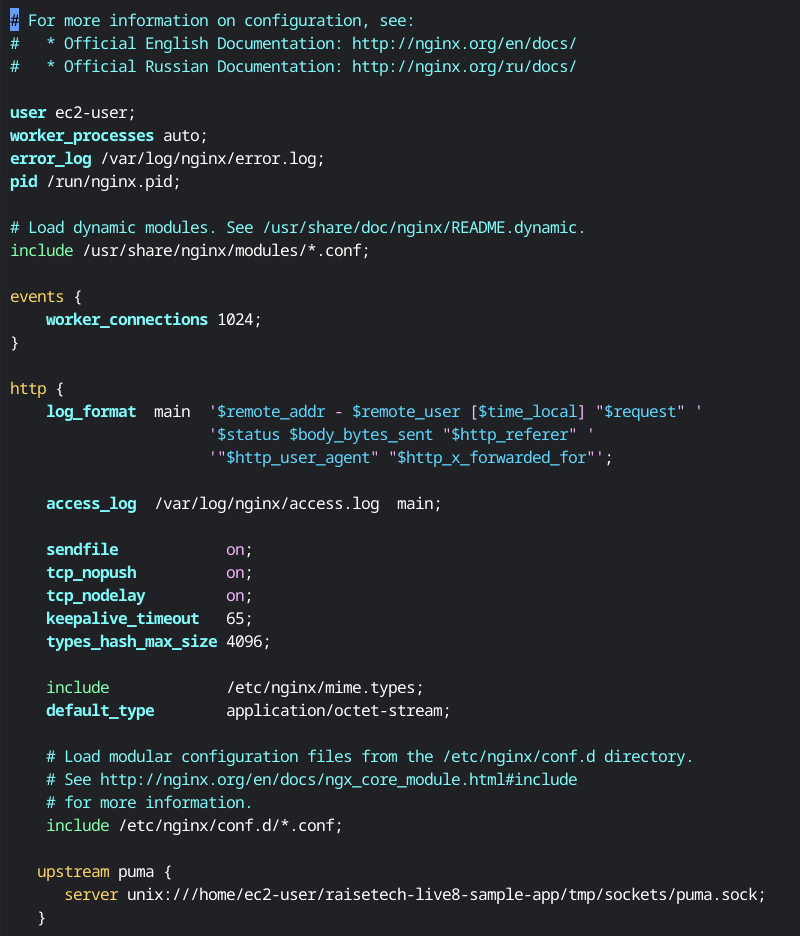 # For more information on configuration, see:
#   * Official English Documentation: http://nginx.org/en/docs/
#   * Official Russian Documentation: http://nginx.org/ru/docs/

user ec2-user;
worker_processes auto;
error_log /var/log/nginx/error.log;
pid /run/nginx.pid;

# Load dynamic modules. See /usr/share/doc/nginx/README.dynamic.
include /usr/share/nginx/modules/*.conf;

events {
    worker_connections 1024;
}

http {
    log_format  main  '$remote_addr - $remote_user [$time_local] "$request" '
                      '$status $body_bytes_sent "$http_referer" '
                      '"$http_user_agent" "$http_x_forwarded_for"';

    access_log  /var/log/nginx/access.log  main;

    sendfile            on;
    tcp_nopush          on;
    tcp_nodelay         on;
    keepalive_timeout   65;
    types_hash_max_size 4096;

    include             /etc/nginx/mime.types;
    default_type        application/octet-stream;

    # Load modular configuration files from the /etc/nginx/conf.d directory.
    # See http://nginx.org/en/docs/ngx_core_module.html#include
    # for more information.
    include /etc/nginx/conf.d/*.conf;

   upstream puma {
      server unix:///home/ec2-user/raisetech-live8-sample-app/tmp/sockets/puma.sock;
   }